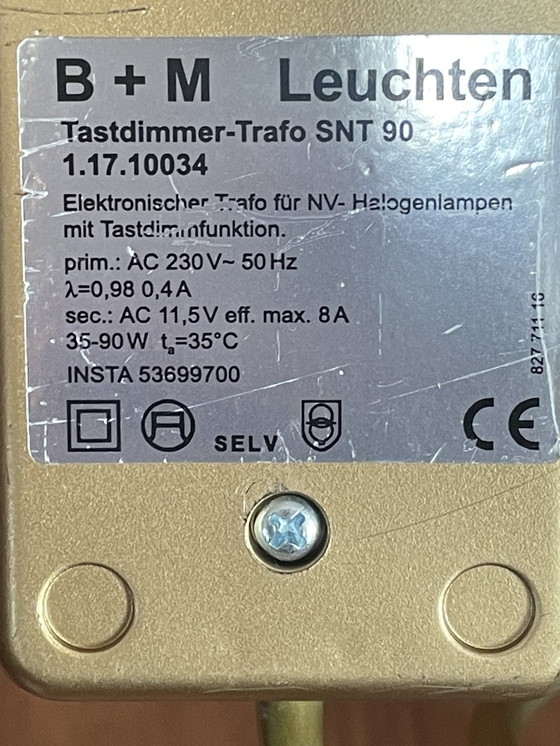 B + M Leuchten
Tastdimmer-Trafo SNT 90
1.17.10034
Elektronischer Trafo für NV- Halogenlampen
mit Tastdimmfunktion.
prim.: AC 230 V~ 50 Hz
λ=0,98 0,4 A
sec.: AC 11,5 V eff. max. 8 A
35-90 W ta=35°C
INSTA 53699700
SELV
CE
827 711 16